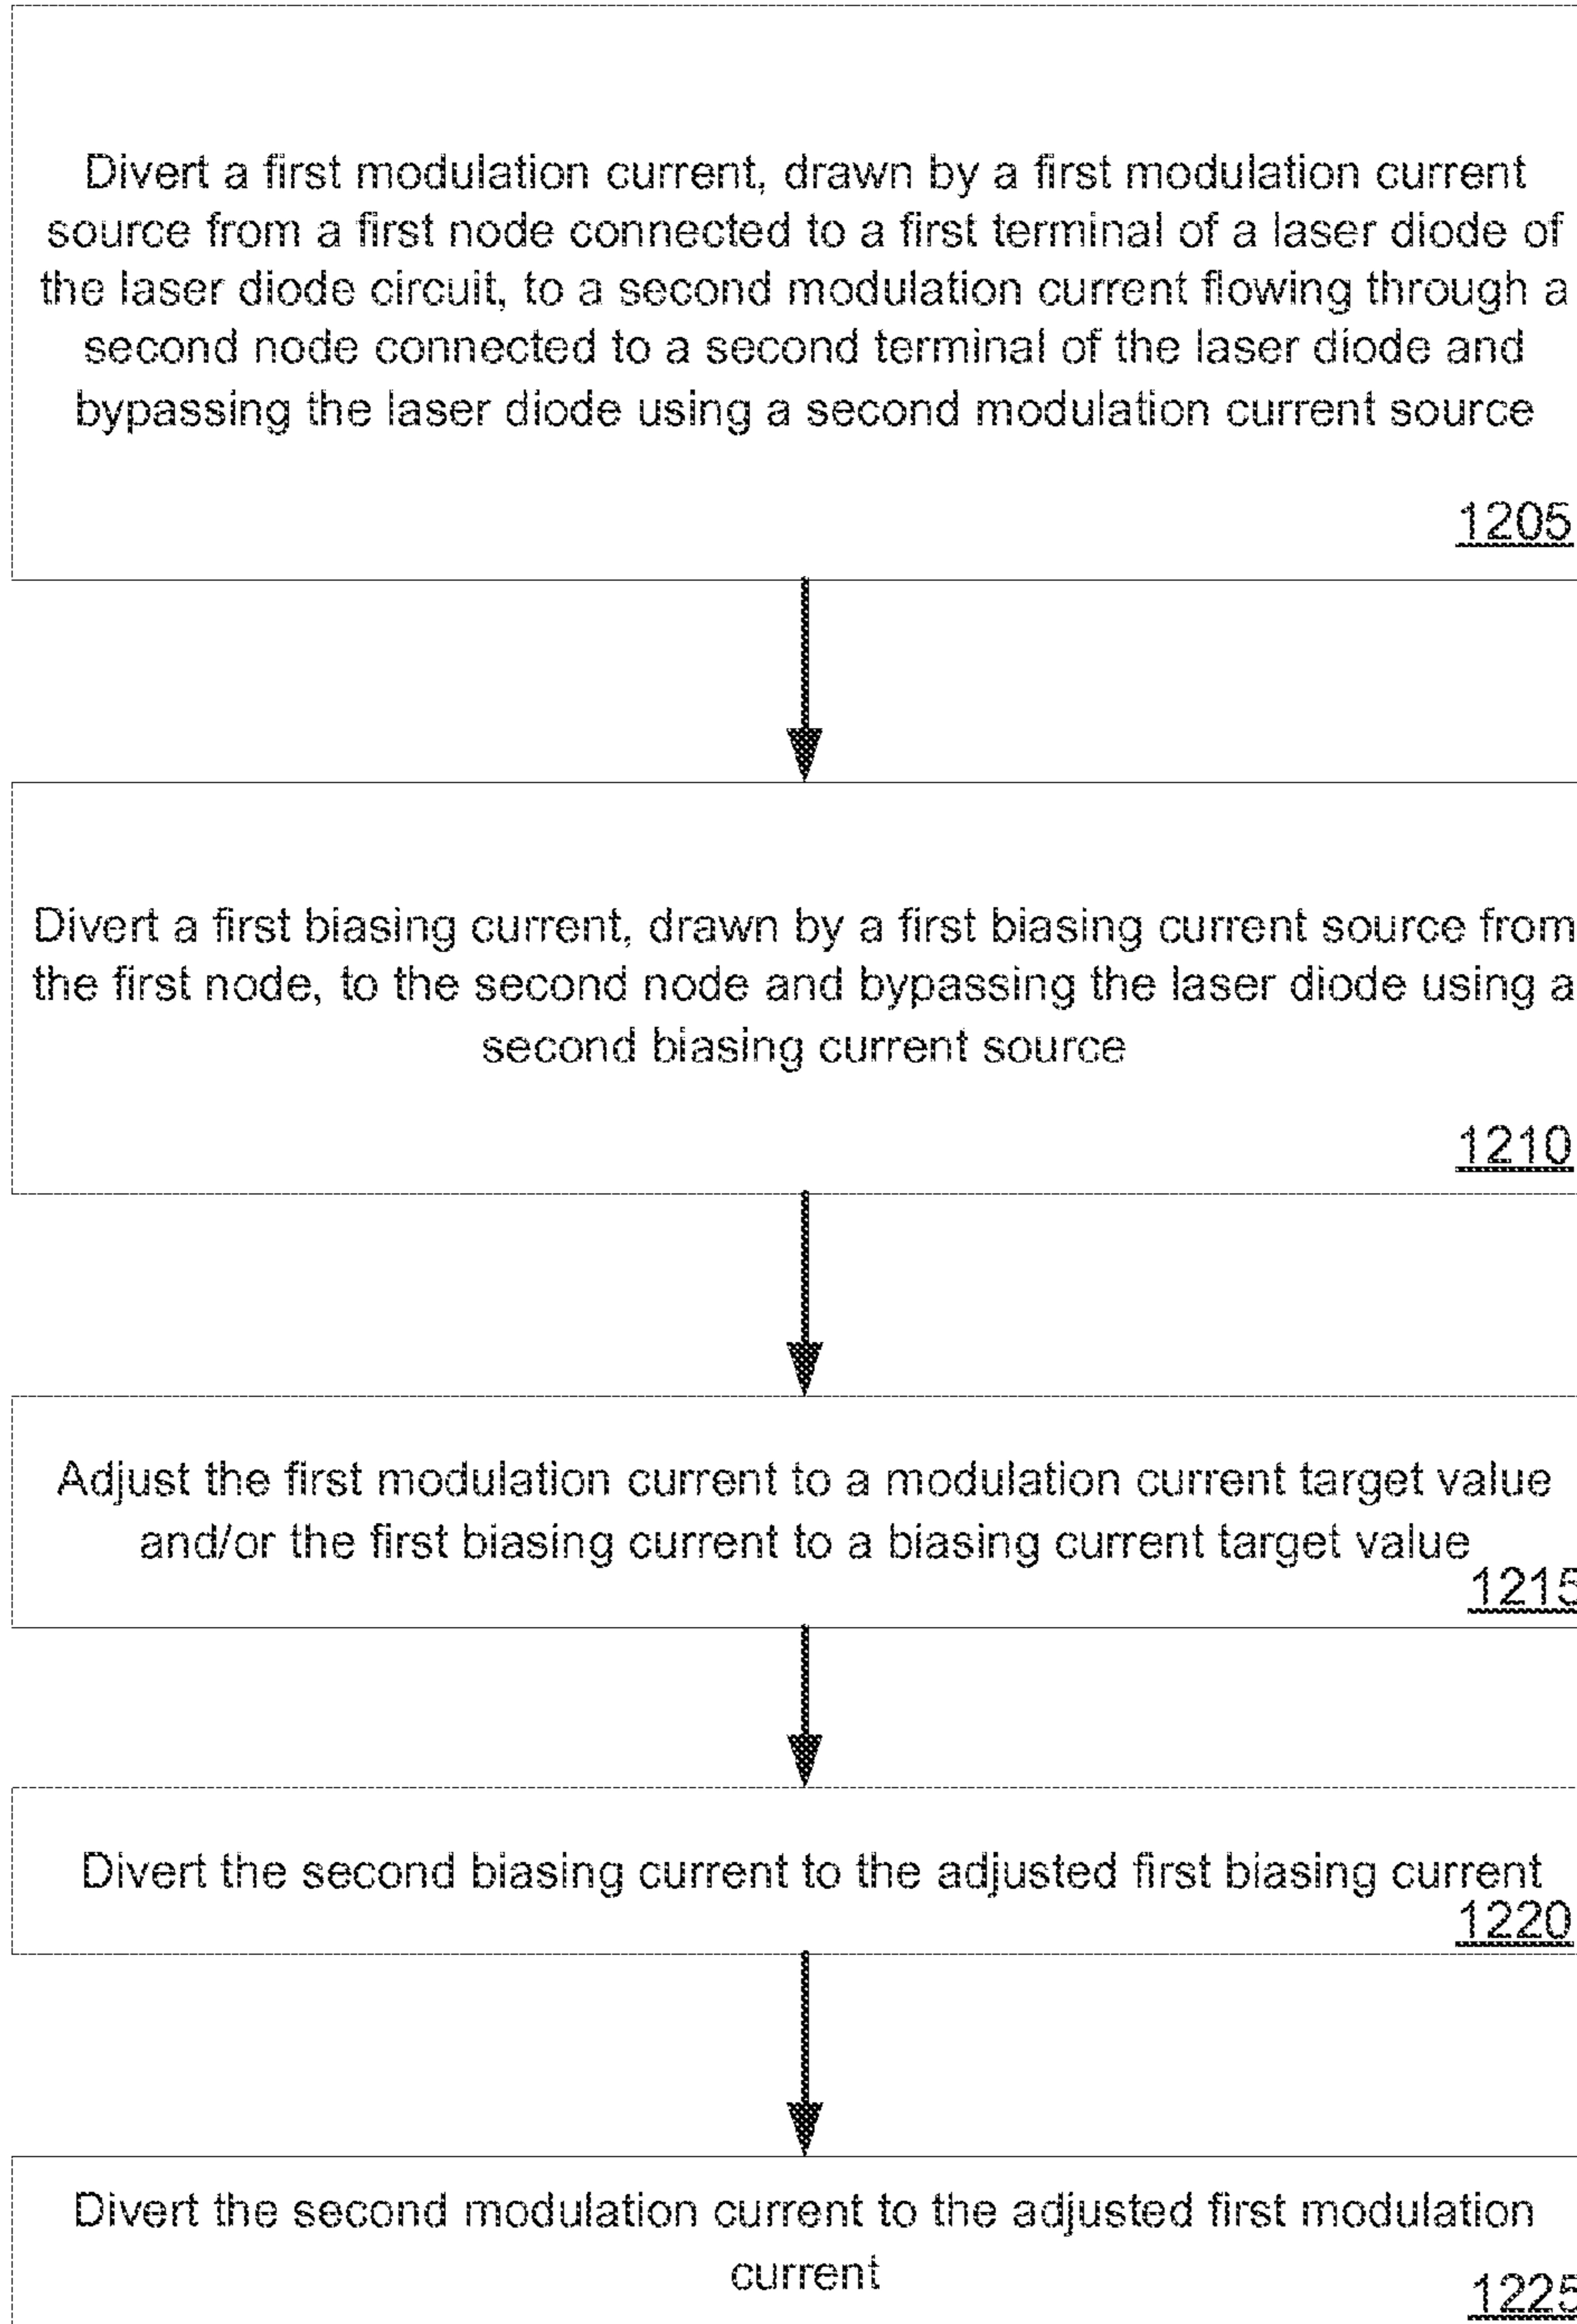 Divert a first modulation current, drawn by a first modulation current
source from a first node connected to a first terminal of a laser diode of
the laser diode circuit, to a second modulation current flowing through a
second node connected to a second terminal of the laser diode and
bypassing the laser diode using a second modulation current source
1205
Divert a first biasing current, drawn by a first biasing current source from
the first node, to the second node and bypassing the laser diode using a
second biasing current source
1210
Adjust the first modulation current to a modulation current target value
and/or the first biasing current to a biasing current target value
1215
Divert the second biasing current to the adjusted first biasing current
1220
Divert the second modulation current to the adjusted first modulation
current
1225